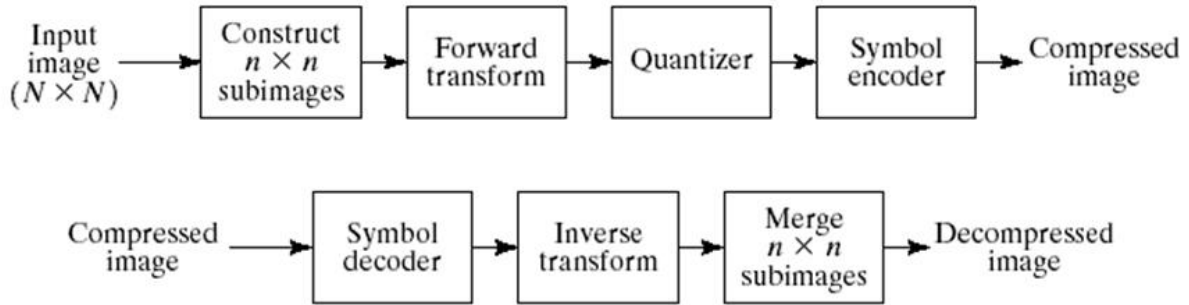 Input
image
(N × N)
Construct
n × n
subimages
Forward
transform
Quantizer
Symbol
encoder
Compressed
image
Compressed
image
Symbol
decoder
Inverse
transform
Merge
n × n
subimages
Decompressed
image